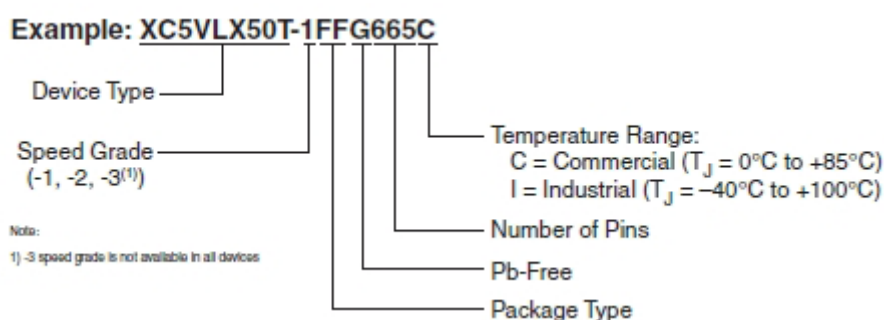 Example: XC5VLX50T-1FFG665C
Device Type
Speed Grade
(-1, -2, -3(1))
Temperature Range:
C = Commercial (TJ = 0°C to +85°C)
I = Industrial (TJ = –40°C to +100°C)
Note:
1) -3 speed grade is not available in all devices
Number of Pins
Pb-Free
Package Type